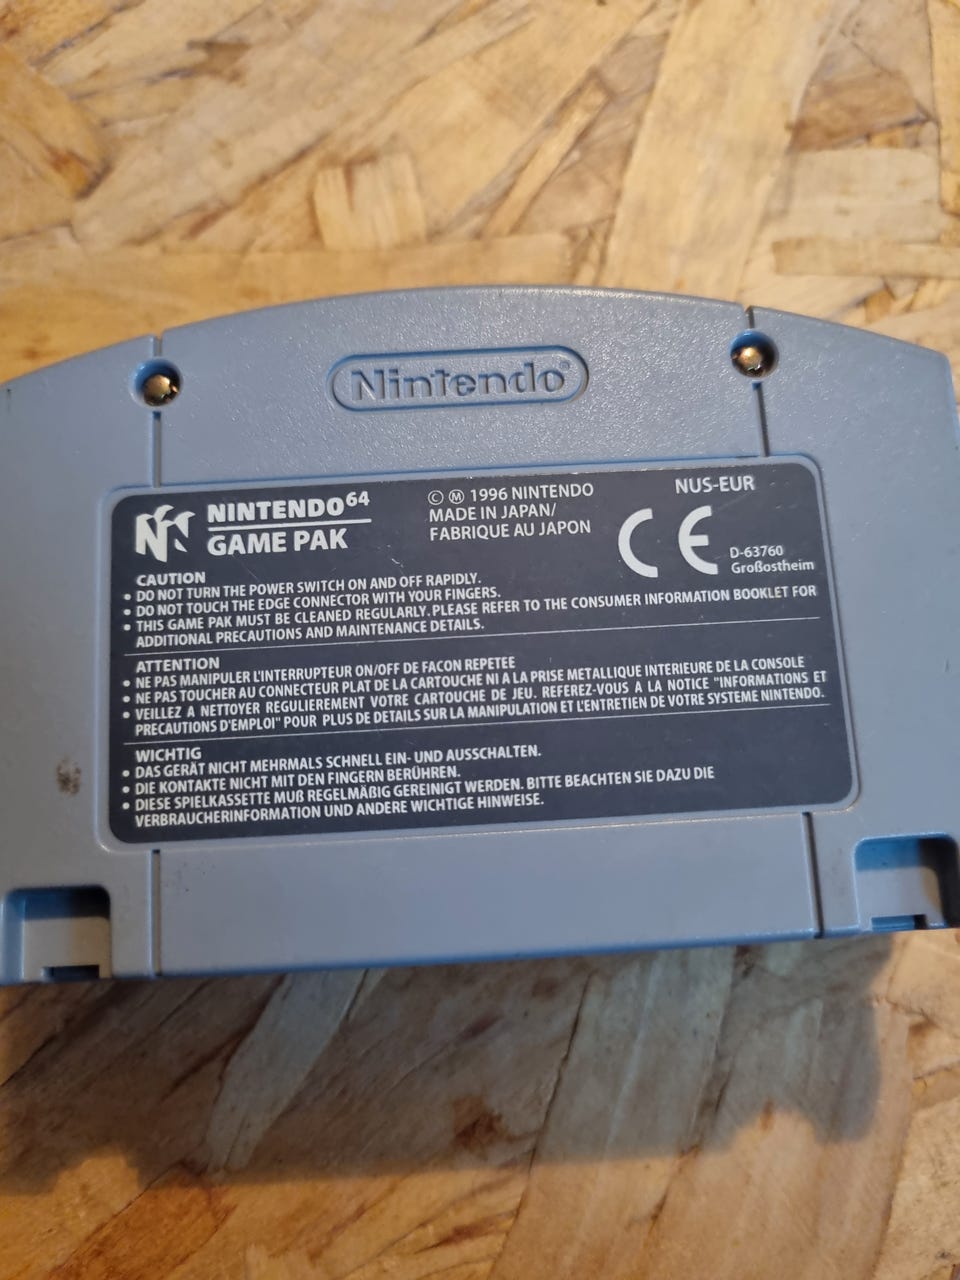 Nintendo®
NINTENDO 64
GAME PAK
© Ⓜ 1996 NINTENDO
MADE IN JAPAN/
FABRIQUE AU JAPON
NUS-EUR
CE
D-63760
Großostheim
CAUTION
• DO NOT TURN THE POWER SWITCH ON AND OFF RAPIDLY.
• DO NOT TOUCH THE EDGE CONNECTOR WITH YOUR FINGERS.
• THIS GAME PAK MUST BE CLEANED REGULARLY. PLEASE REFER TO THE CONSUMER INFORMATION BOOKLET FOR
ADDITIONAL PRECAUTIONS AND MAINTENANCE DETAILS.
ATTENTION
• NE PAS MANIPULER L'INTERRUPTEUR ON/OFF DE FACON REPETEE
• NE PAS TOUCHER AU CONNECTEUR PLAT DE LA CARTOUCHE NI A LA PRISE METALLIQUE INTERIEURE DE LA CONSOLE
• VEILLEZ A NETTOYER REGULIEREMENT VOTRE CARTOUCHE DE JEU. REFEREZ-VOUS A LA NOTICE "INFORMATIONS ET
PRECAUTIONS D'EMPLOI" POUR PLUS DE DETAILS SUR LA MANIPULATION ET L'ENTRETIEN DE VOTRE SYSTEME NINTENDO.
WICHTIG
• DAS GERÄT NICHT MEHRMALS SCHNELL EIN- UND AUSSCHALTEN.
• DIE KONTAKTE NICHT MIT DEN FINGERN BERÜHREN.
• DIESE SPIELKASSETTE MUß REGELMÄßIG GEREINIGT WERDEN. BITTE BEACHTEN SIE DAZU DIE
VERBRAUCHERINFORMATION UND ANDERE WICHTIGE HINWEISE.